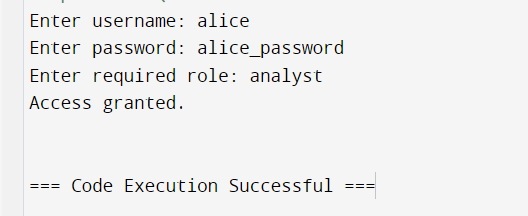 Enter username: alice
Enter password: alice_password
Enter required role: analyst
Access granted.
=== Code Execution Successful ===